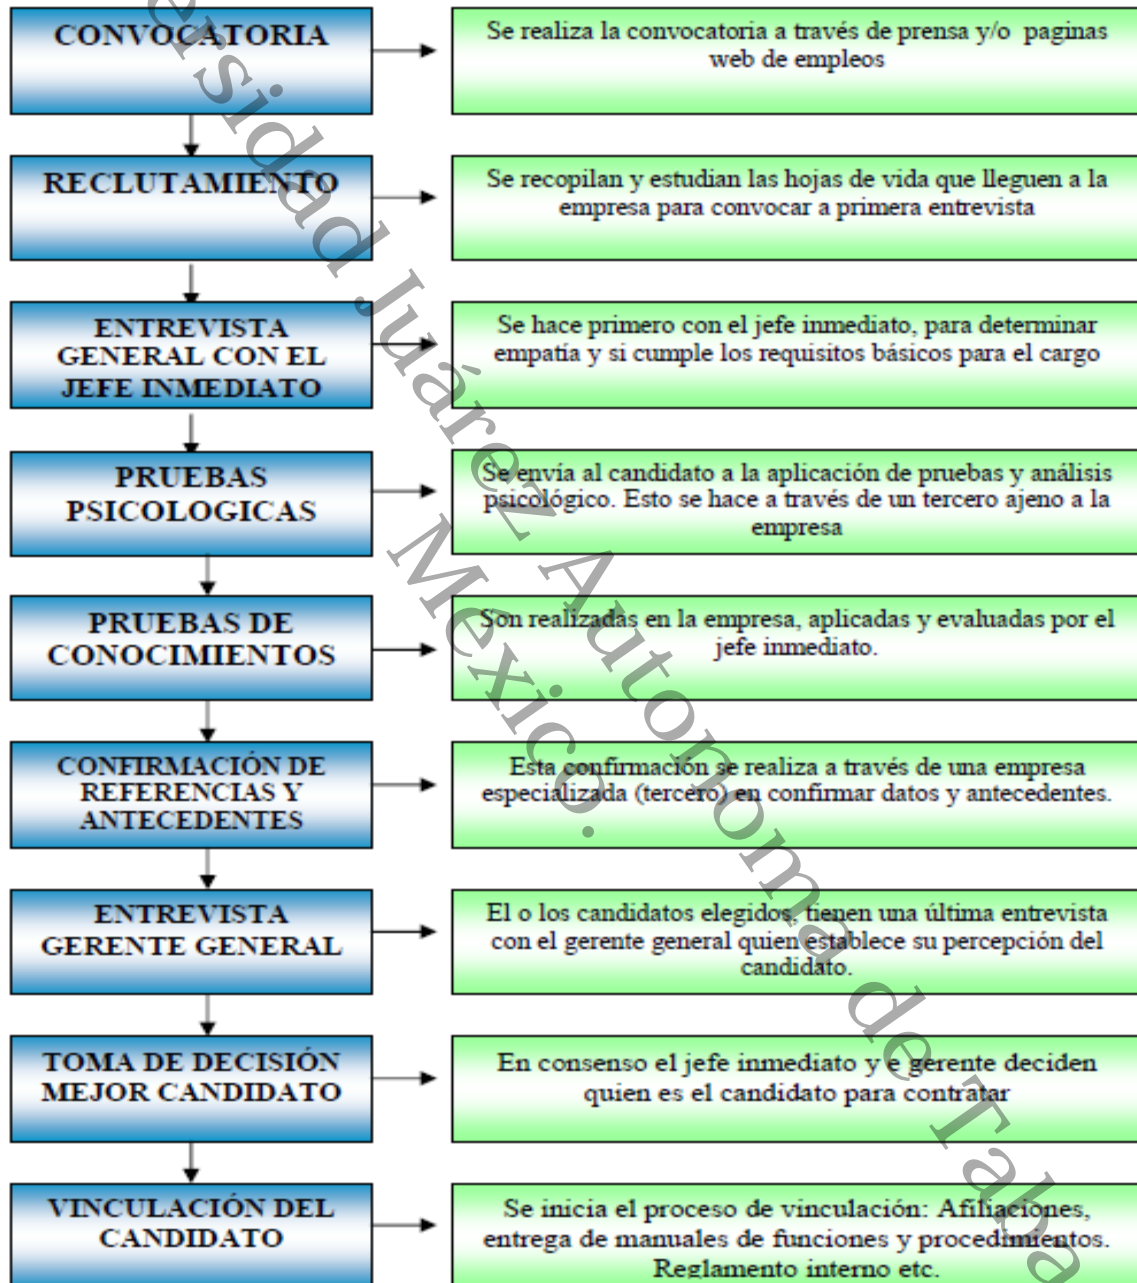 CONVOCATORIA
Se realiza la convocatoria a través de prensa y/o paginas
web de empleos
RECLUTAMIENTO
Se recopilan y estudian las hojas de vida que lleguen a la
empresa para convocar a primera entrevista
ENTREVISTA
GENERAL CON EL
JEFE INMEDIATO
Se hace primero con el jefe inmediato, para determinar
empatía y si cumple los requisitos básicos para el cargo
PRUEBAS
PSICOLOGICAS
Se envía al candidato a la aplicación de pruebas y análisis
psicológico. Esto se hace a través de un tercero ajeno a la
empresa
PRUEBAS DE
CONOCIMIENTOS
Son realizadas en la empresa, aplicadas y evaluadas por el
jefe inmediato.
CONFIRMACIÓN DE
REFERENCIAS Y
ANTECEDENTES
Esta confirmación se realiza a través de una empresa
especializada (tercero) en confirmar datos y antecedentes.
ENTREVISTA
GERENTE GENERAL
El o los candidatos elegidos, tienen una última entrevista
con el gerente general quien establece su percepción del
candidato.
TOMA DE DECISIÓN
MEJOR CANDIDATO
En consenso el jefe inmediato y e gerente deciden
quien es el candidato para contratar
VINCULACIÓN DEL
CANDIDATO
Se inicia el proceso de vinculación: Afiliaciones,
entrega de manuales de funciones y procedimientos.
Reglamento interno etc.
ersidad Juárez Autónoma de Taba
México.